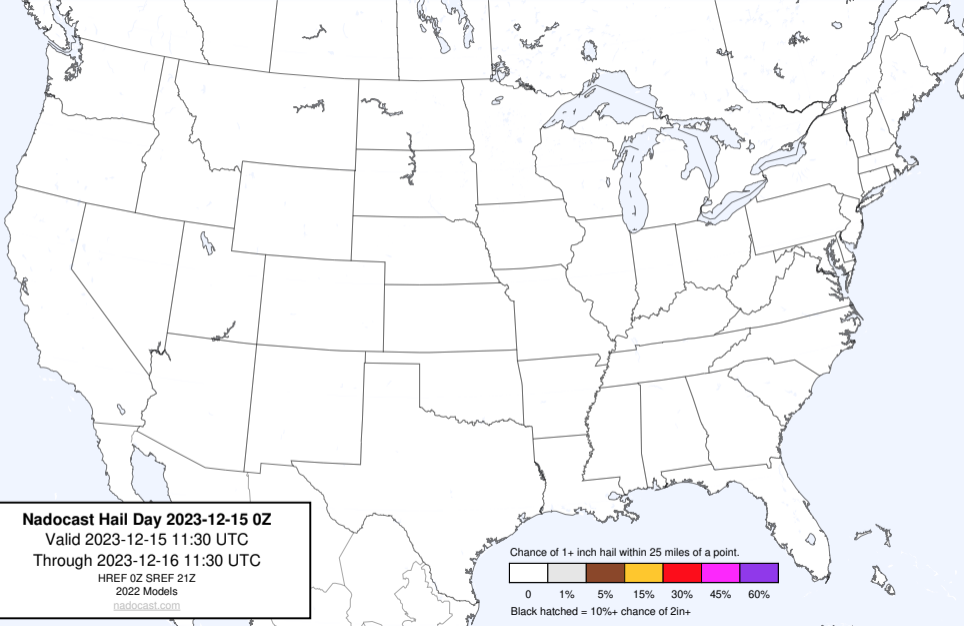 Nadocast Hail Day 2023-12-15 0Z
Valid 2023-12-15 11:30 UTC
Through 2023-12-16 11:30 UTC
HREF 0Z SREF 21Z
2022 Models
nadocast.com
Chance of 1+ inch hail within 25 miles of a point.
0 1% 5% 15% 30% 45% 60%
Black hatched = 10%+ chance of 2in+